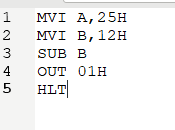 1 MVI A,25H
2 MVI B,12H
3 SUB B
4 OUT 01H
5 HLT